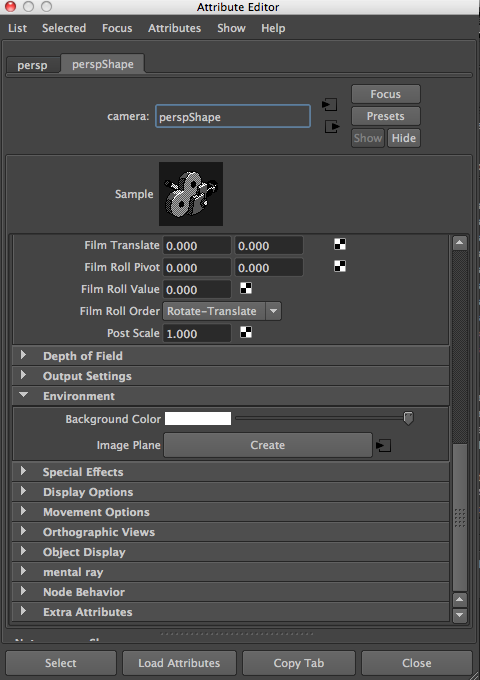 Attribute Editor
List Selected Focus Attributes Show Help
persp perspShape
Focus
camera: perspShape
Presets
Show Hide
Sample
Film Translate 0.000 0.000
Film Roll Pivot 0.000 0.000
Film Roll Value 0.000
Film Roll Order Rotate-Translate
Post Scale 1.000
Depth of Field
Output Settings
Environment
Background Color
Image Plane Create
Special Effects
Display Options
Movement Options
Orthographic Views
Object Display
mental ray
Node Behavior
Extra Attributes
Select Load Attributes Copy Tab Close